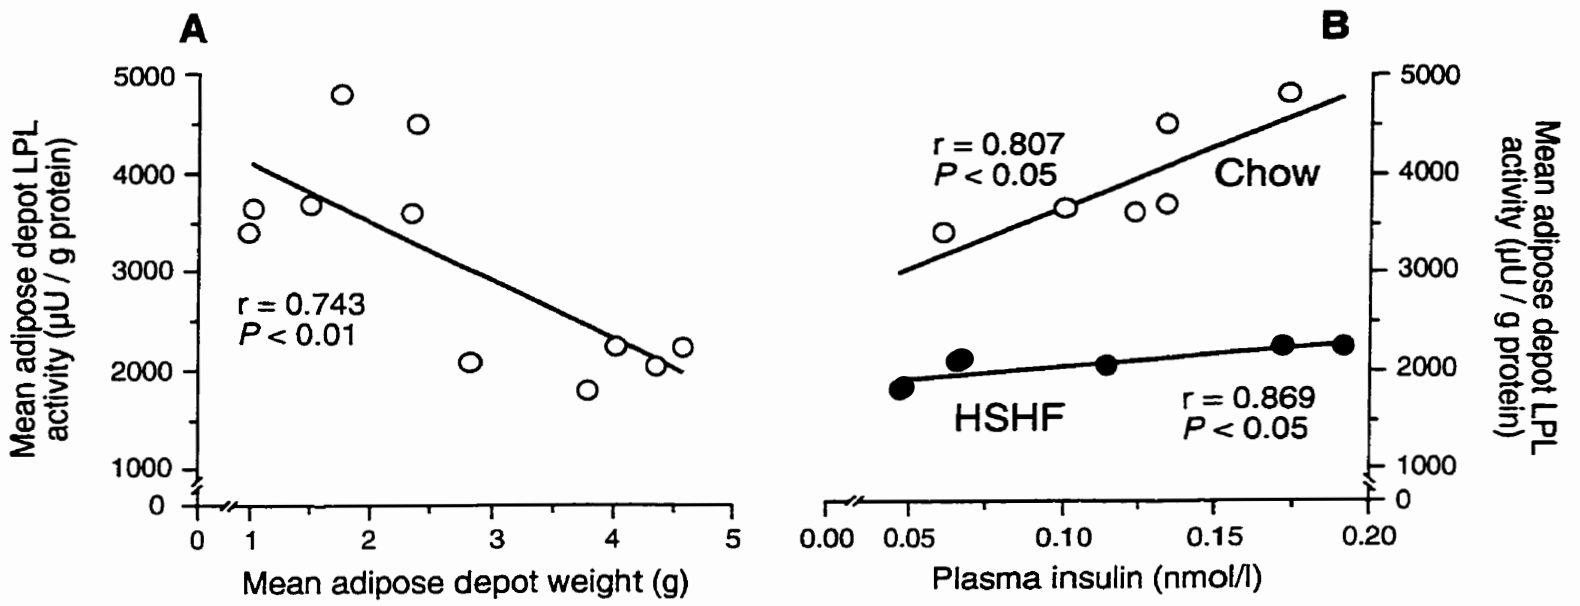 A
Mean adipose depot LPL
activity (µU / g protein)
5000
4000
3000
2000
1000
0
r = 0.743
P < 0.01
0 1 2 3 4 5
Mean adipose depot weight (g)
B
r = 0.807
P < 0.05
Chow
HSHF
r = 0.869
P < 0.05
5000
4000
3000
2000
1000
0
Mean adipose depot LPL
activity (µU / g protein)
0.00 0.05 0.10 0.15 0.20
Plasma insulin (nmol/l)